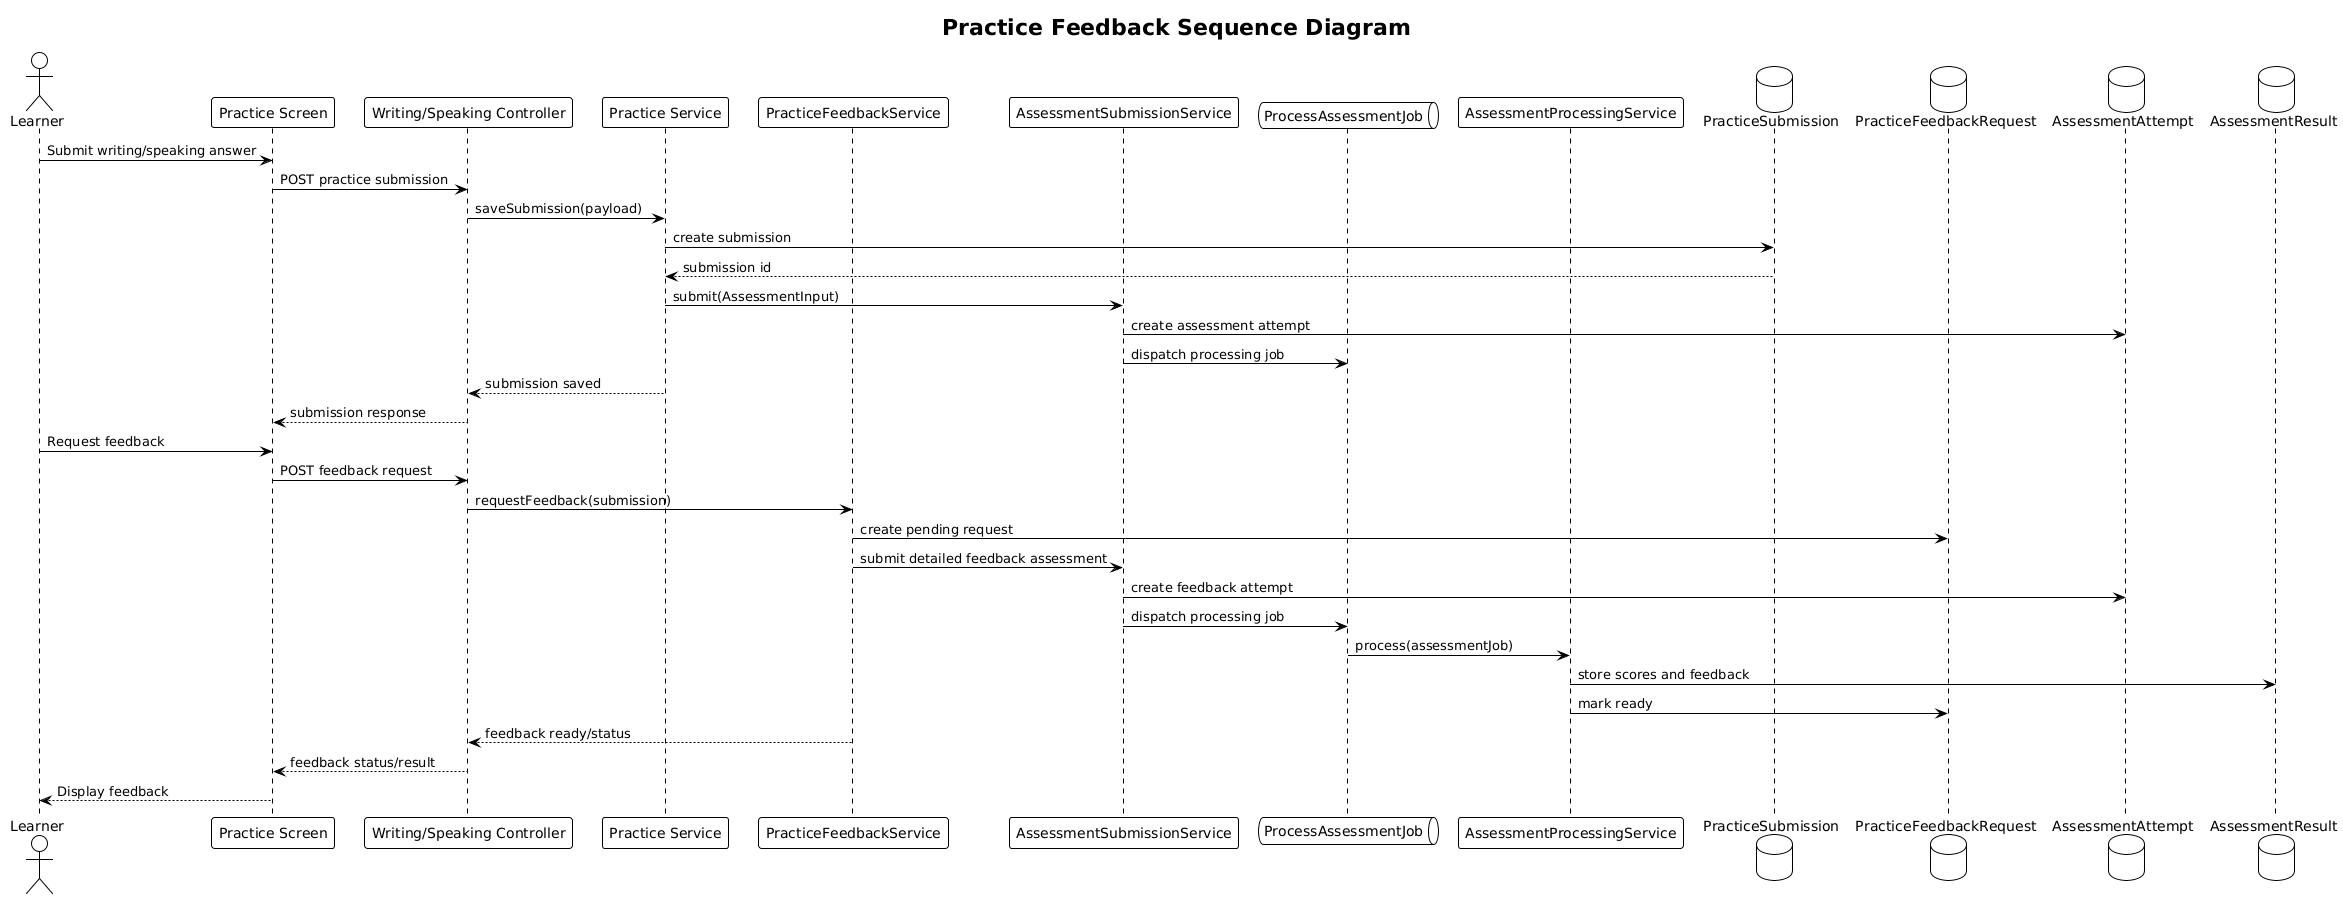 Practice Feedback Sequence Diagram
Learner
Practice Screen
Writing/Speaking Controller
Practice Service
PracticeFeedbackService
AssessmentSubmissionService
ProcessAssessmentJob
AssessmentProcessingService
PracticeSubmission
PracticeFeedbackRequest
AssessmentAttempt
AssessmentResult
Submit writing/speaking answer
POST practice submission
saveSubmission(payload)
create submission
submission id
submit(AssessmentInput)
create assessment attempt
dispatch processing job
submission saved
submission response
Request feedback
POST feedback request
requestFeedback(submission)
create pending request
submit detailed feedback assessment
create feedback attempt
dispatch processing job
process(assessmentJob)
store scores and feedback
mark ready
feedback ready/status
feedback status/result
Display feedback
Learner
Practice Screen
Writing/Speaking Controller
Practice Service
PracticeFeedbackService
AssessmentSubmissionService
ProcessAssessmentJob
AssessmentProcessingService
PracticeSubmission
PracticeFeedbackRequest
AssessmentAttempt
AssessmentResult